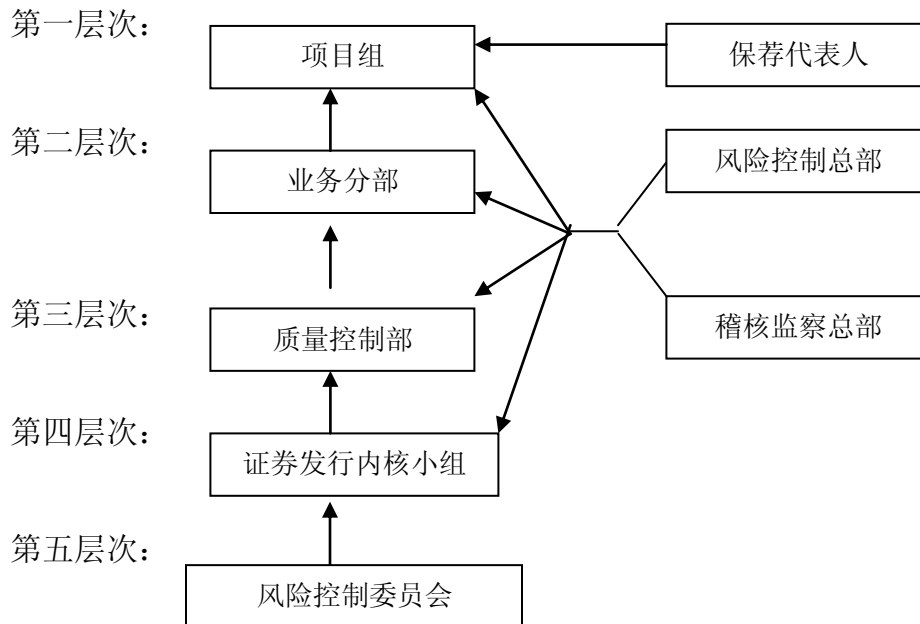 第一层次：
项目组
保荐代表人
第二层次：
业务分部
风险控制总部
第三层次：
质量控制部
稽核监察总部
第四层次：
证券发行内核小组
第五层次：
风险控制委员会